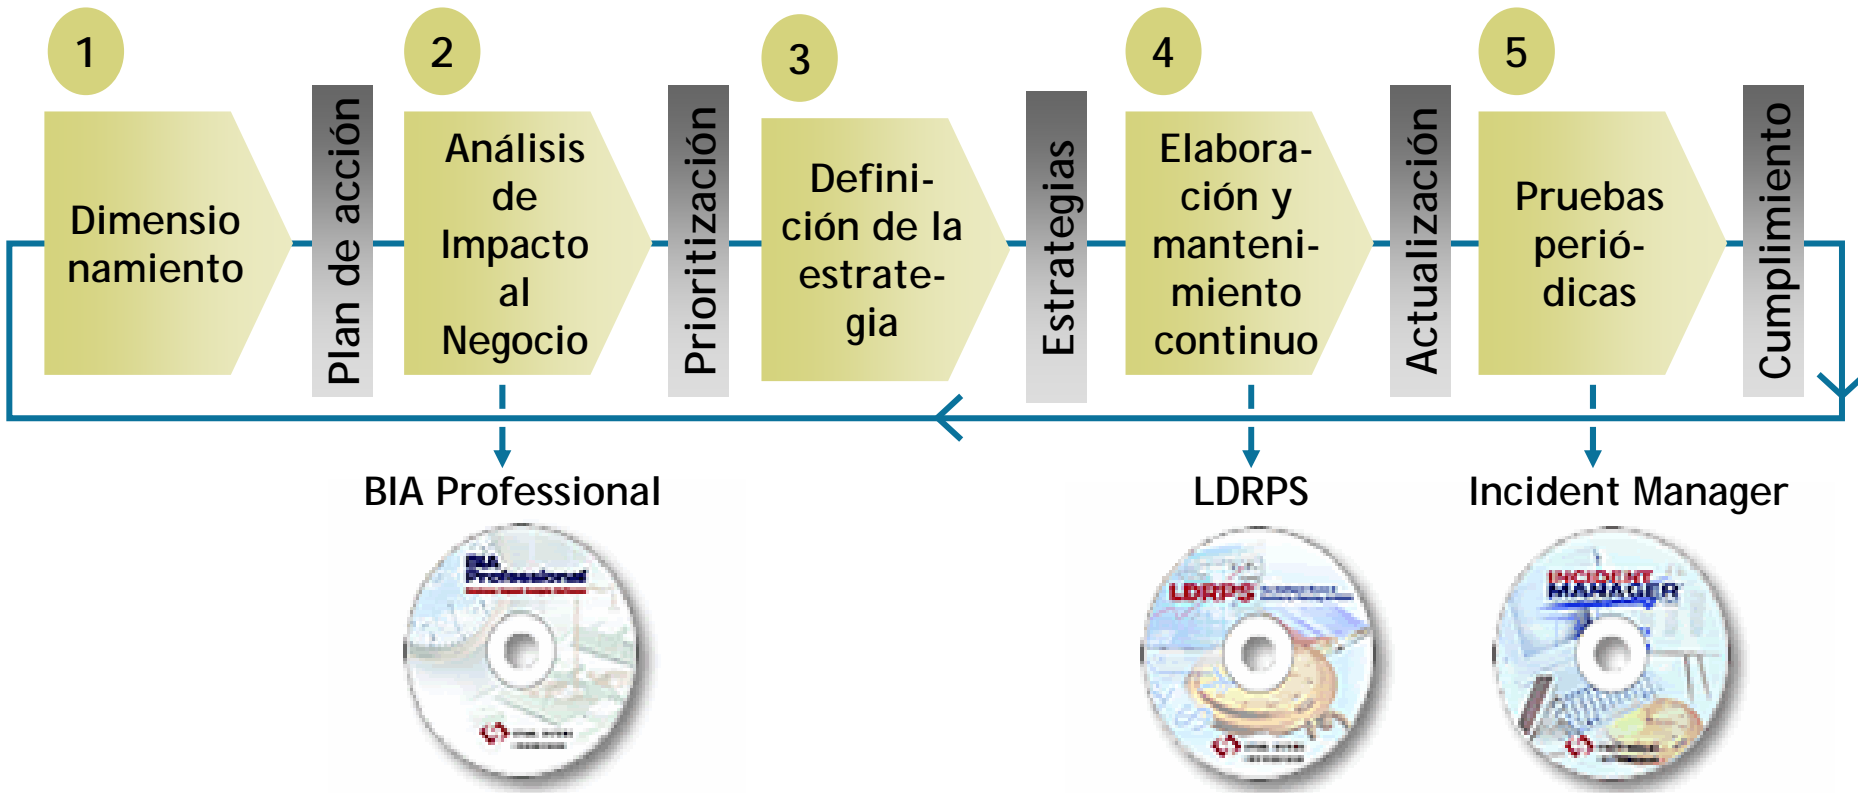 1
Dimensio
namiento
Plan de acción
2
Análisis
de
Impacto
al
Negocio
Prioritización
3
Defini-
ción de la
estrate-
gia
Estrategias
4
Elabora-
ción y
manteni-
miento
continuo
Actualización
5
Pruebas
perió-
dicas
Cumplimiento
BIA Professional
LDRPS
Incident Manager
BIA
Professional
LDRPS
INCIDENT
MANAGER